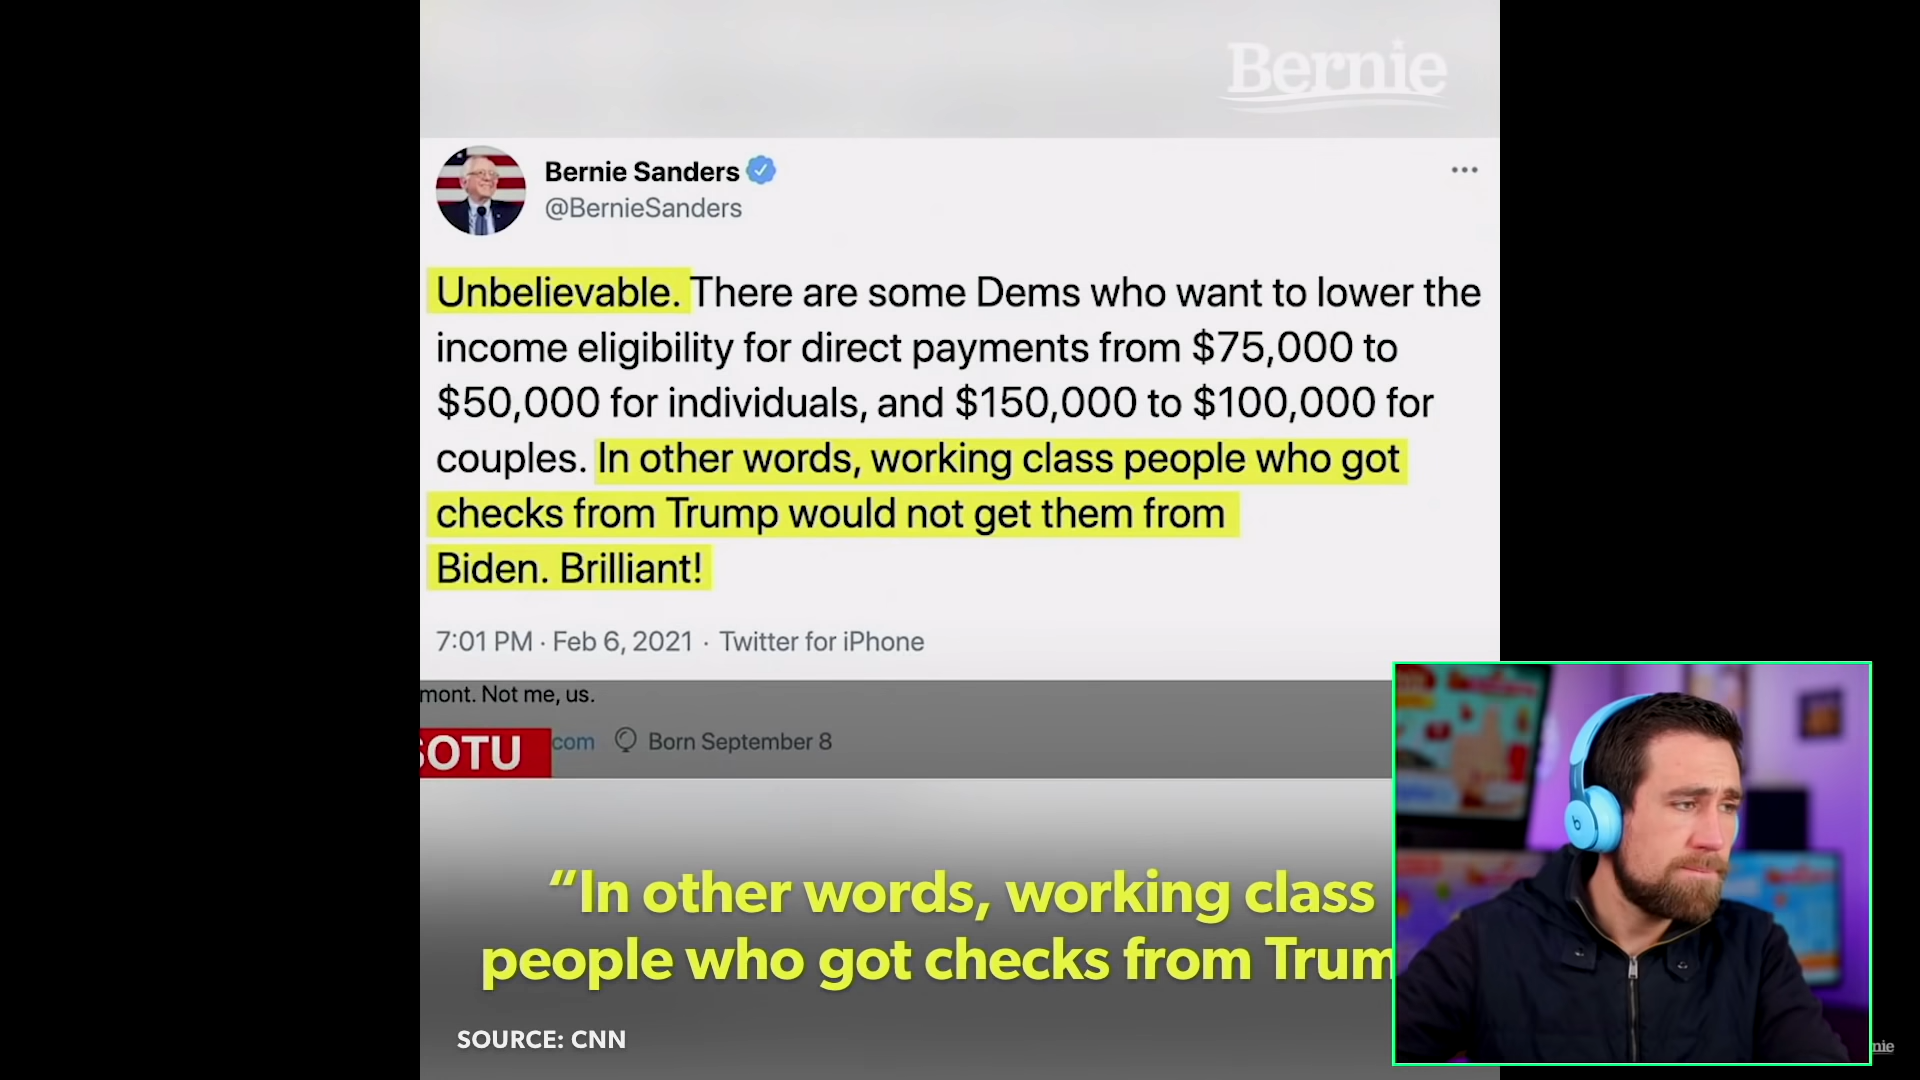 Bernie
Bernie Sanders
@BernieSanders
Unbelievable. There are some Dems who want to lower the
income eligibility for direct payments from $75,000 to
$50,000 for individuals, and $150,000 to $100,000 for
couples. In other words, working class people who got
checks from Trump would not get them from
Biden. Brilliant!
7:01 PM · Feb 6, 2021 · Twitter for iPhone
mont. Not me, us.
SOTU
com
Born September 8
“In other words, working class
people who got checks from Trum
SOURCE: CNN
nie